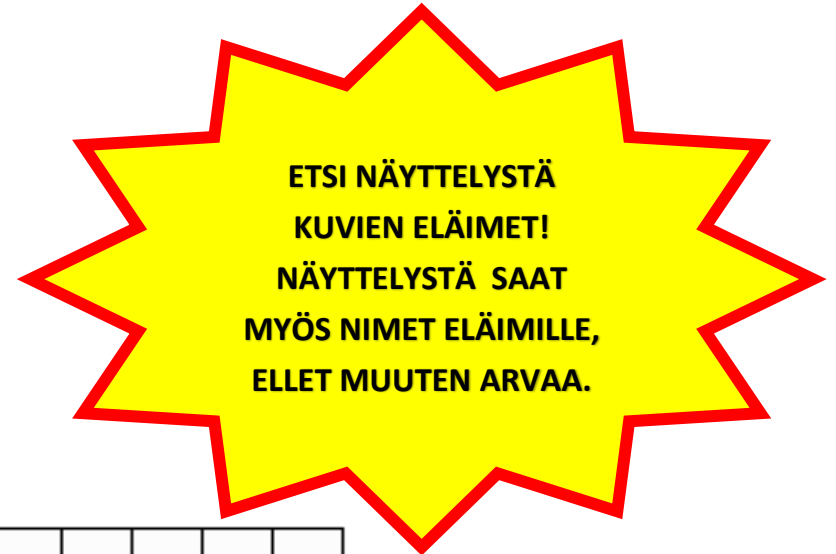 ETSI NÄYTTELYSTÄ
KUVIEN ELÄIMET!
NÄYTTELYSTÄ SAAT
MYÖS NIMET ELÄIMILLE,
ELLET MUUTEN ARVAA.